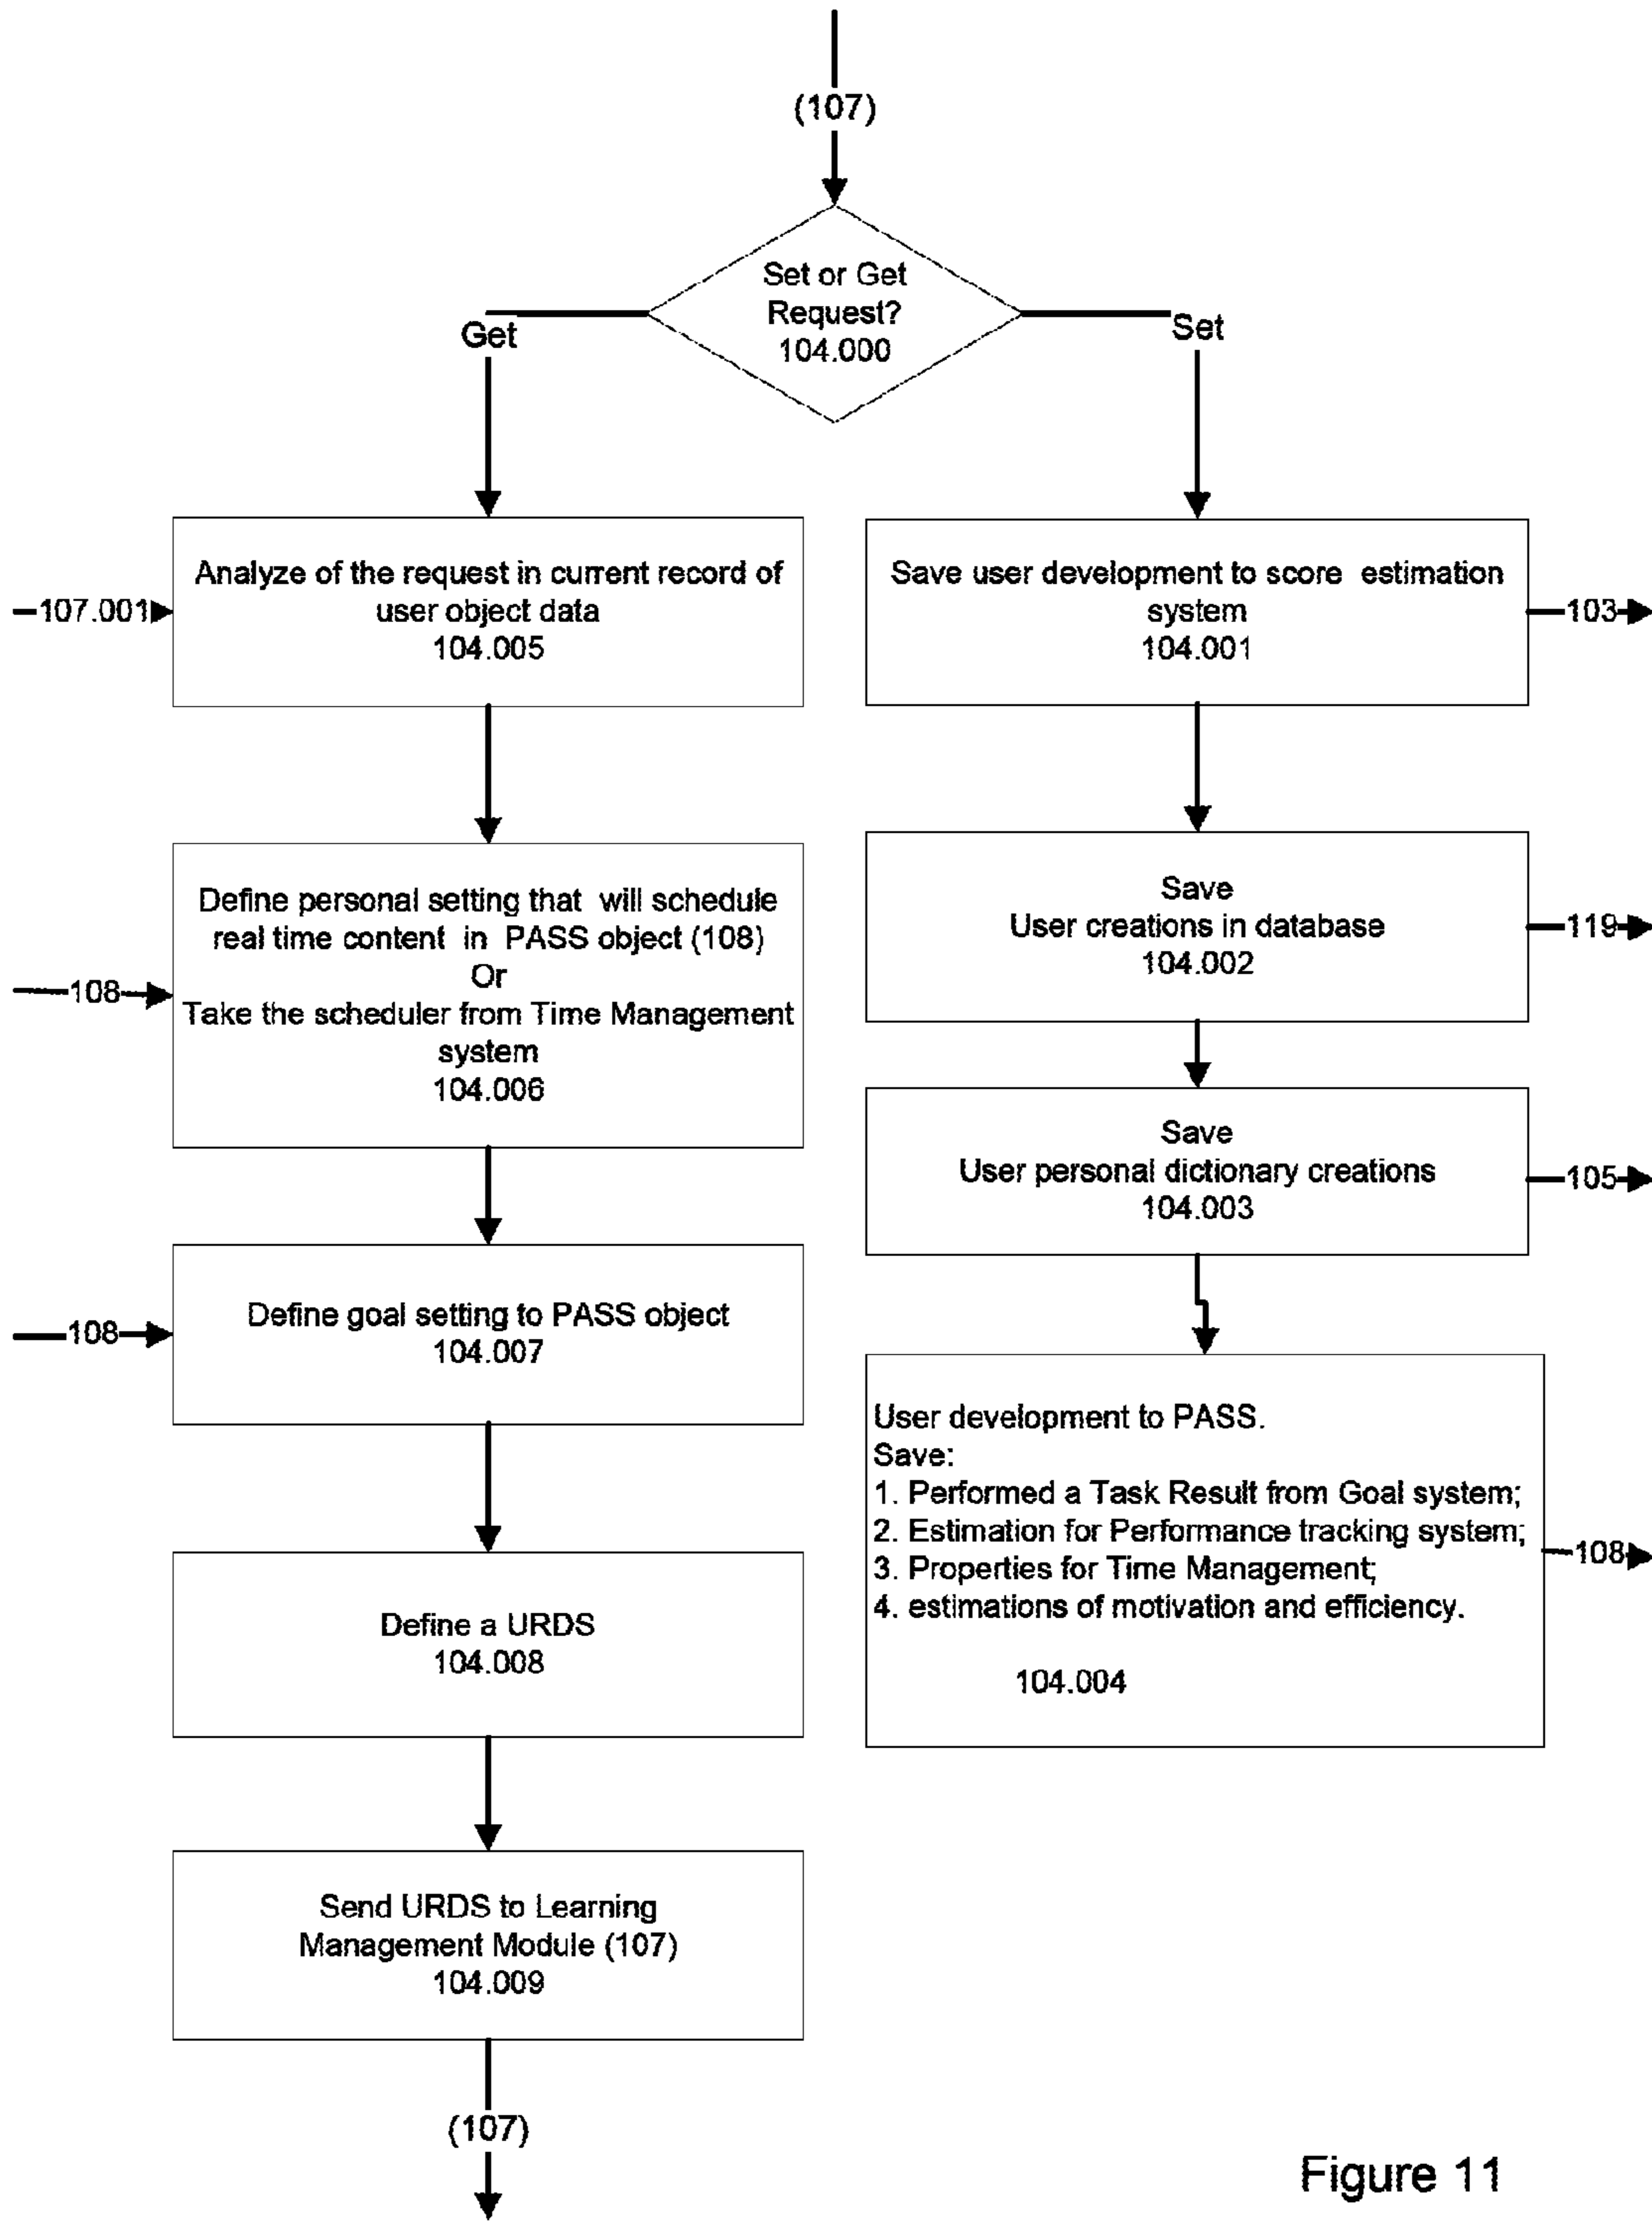 (107)
Set or Get
Request?
104.000
Get
Set
Analyze of the request in current record of
user object data
104.005
107.001
Save user development to score estimation
system
104.001
103
Define personal setting that will schedule
real time content in PASS object (108)
Or
Take the scheduler from Time Management
system
104.006
108
Save
User creations in database
104.002
119
Save
User personal dictionary creations
104.003
105
Define goal setting to PASS object
104.007
108
User development to PASS.
Save:
1. Performed a Task Result from Goal system;
2. Estimation for Performance tracking system;
3. Properties for Time Management;
4. estimations of motivation and efficiency.
104.004
108
Define a URDS
104.008
Send URDS to Learning
Management Module (107)
104.009
(107)
Figure 11